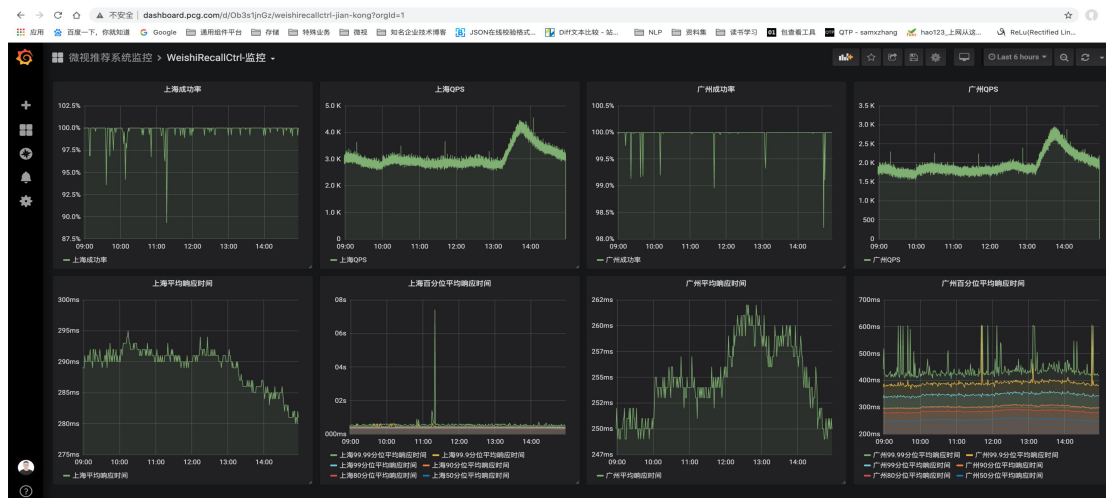 不安全 | dashboard.pcg.com/d/Ob3s1jnGz/weishirecallctrl-jian-kong?orgId=1
应用 百度一下,你就知道 Google 通用组件平台 存储 特殊业务 微视 知名企业技术博客 JSON在线校验格式... Diff文本比较 - 站... NLP 资料集 读书学习 包查看工具 QTP - samxzhang hao123_上网从这... ReLu(Rectified Lin...
微视推荐系统监控 > WeishiRecallCtrl-监控 Last 6 hours
上海成功率
102.5%
100.0%
97.5%
95.0%
92.5%
90.0%
87.5%
09:00 10:00 11:00 12:00 13:00 14:00
上海成功率
上海QPS
5.0 K
4.0 K
3.0 K
2.0 K
1.0 K
0
09:00 10:00 11:00 12:00 13:00 14:00
上海QPS
广州成功率
100.5%
100.0%
99.5%
99.0%
98.5%
98.0%
09:00 10:00 11:00 12:00 13:00 14:00
广州成功率
广州QPS
3.5 K
3.0 K
2.5 K
2.0 K
1.5 K
1.0 K
500
0
09:00 10:00 11:00 12:00 13:00 14:00
广州QPS
上海平均响应时间
300ms
295ms
290ms
285ms
280ms
275ms
09:00 10:00 11:00 12:00 13:00 14:00
上海平均响应时间
上海百分位平均响应时间
08s
06s
04s
02s
000ms
09:00 10:00 11:00 12:00 13:00 14:00
上海99.99分位平均响应时间 上海99.9分位平均响应时间
上海99分位平均响应时间 上海90分位平均响应时间
上海80分位平均响应时间 上海50分位平均响应时间
广州平均响应时间
262ms
260ms
257ms
255ms
252ms
250ms
247ms
09:00 10:00 11:00 12:00 13:00 14:00
广州平均响应时间
广州百分位平均响应时间
700ms
600ms
500ms
400ms
300ms
200ms
09:00 10:00 11:00 12:00 13:00 14:00
广州99.99分位平均响应时间 广州99.9分位平均响应时间
广州99分位平均响应时间 广州90分位平均响应时间
广州80分位平均响应时间 广州50分位平均响应时间